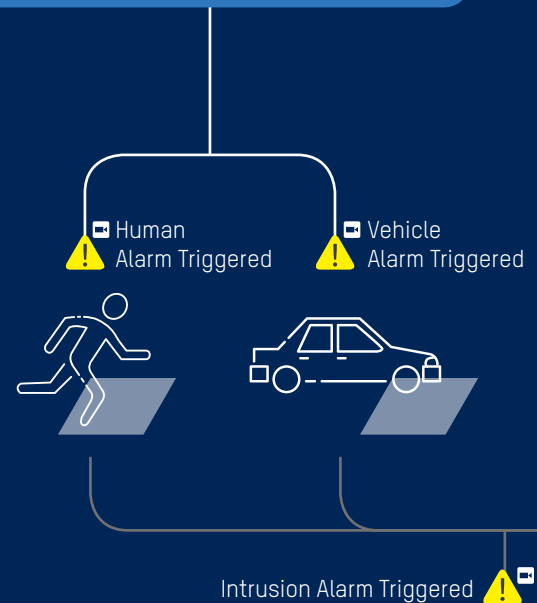 Human
Alarm Triggered
Vehicle
Alarm Triggered
Intrusion Alarm Triggered